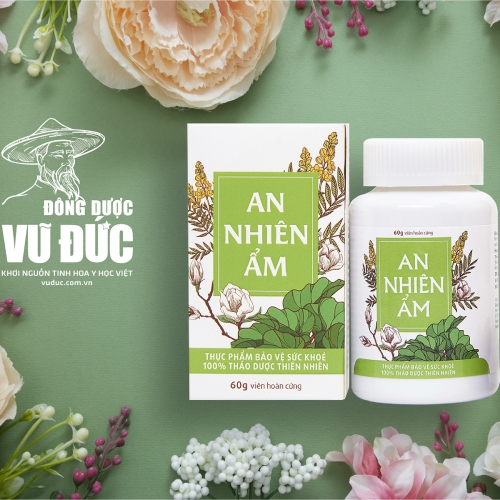 ĐÔNG DƯỢC
VŨ ĐỨC
KHƠI NGUỒN TINH HOA Y HỌC VIỆT
vuduc.com.vn
AN
NHIÊN
ẨM
THỰC PHẨM BẢO VỆ SỨC KHOẺ
100% THẢO DƯỢC THIÊN NHIÊN
60g viên hoàn cứng
60g viên hoàn cứng
AN
NHIÊN
ẨM
THỰC PHẨM BẢO VỆ SỨC KHOẺ
100% THẢO DƯỢC THIÊN NHIÊN